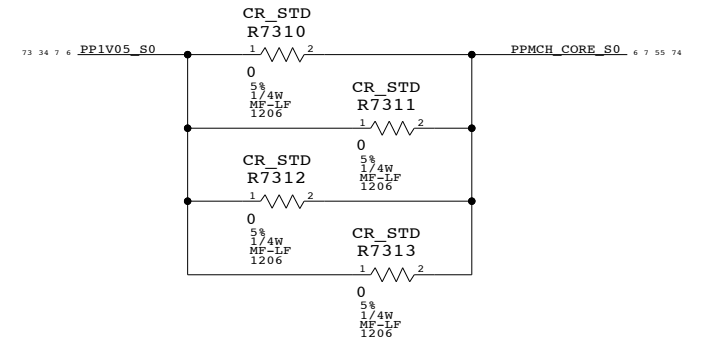 CR_STD
R7310
73 34 7 6 PP1V05_S0 1 2 PPMCH_CORE_S0 6 7 55 74
0
5%
1/4W
MF-LF
1206
CR_STD
R7311
1 2
0
5%
1/4W
MF-LF
1206
CR_STD
R7312
1 2
0
5%
1/4W
MF-LF
1206
CR_STD
R7313
1 2
0
5%
1/4W
MF-LF
1206